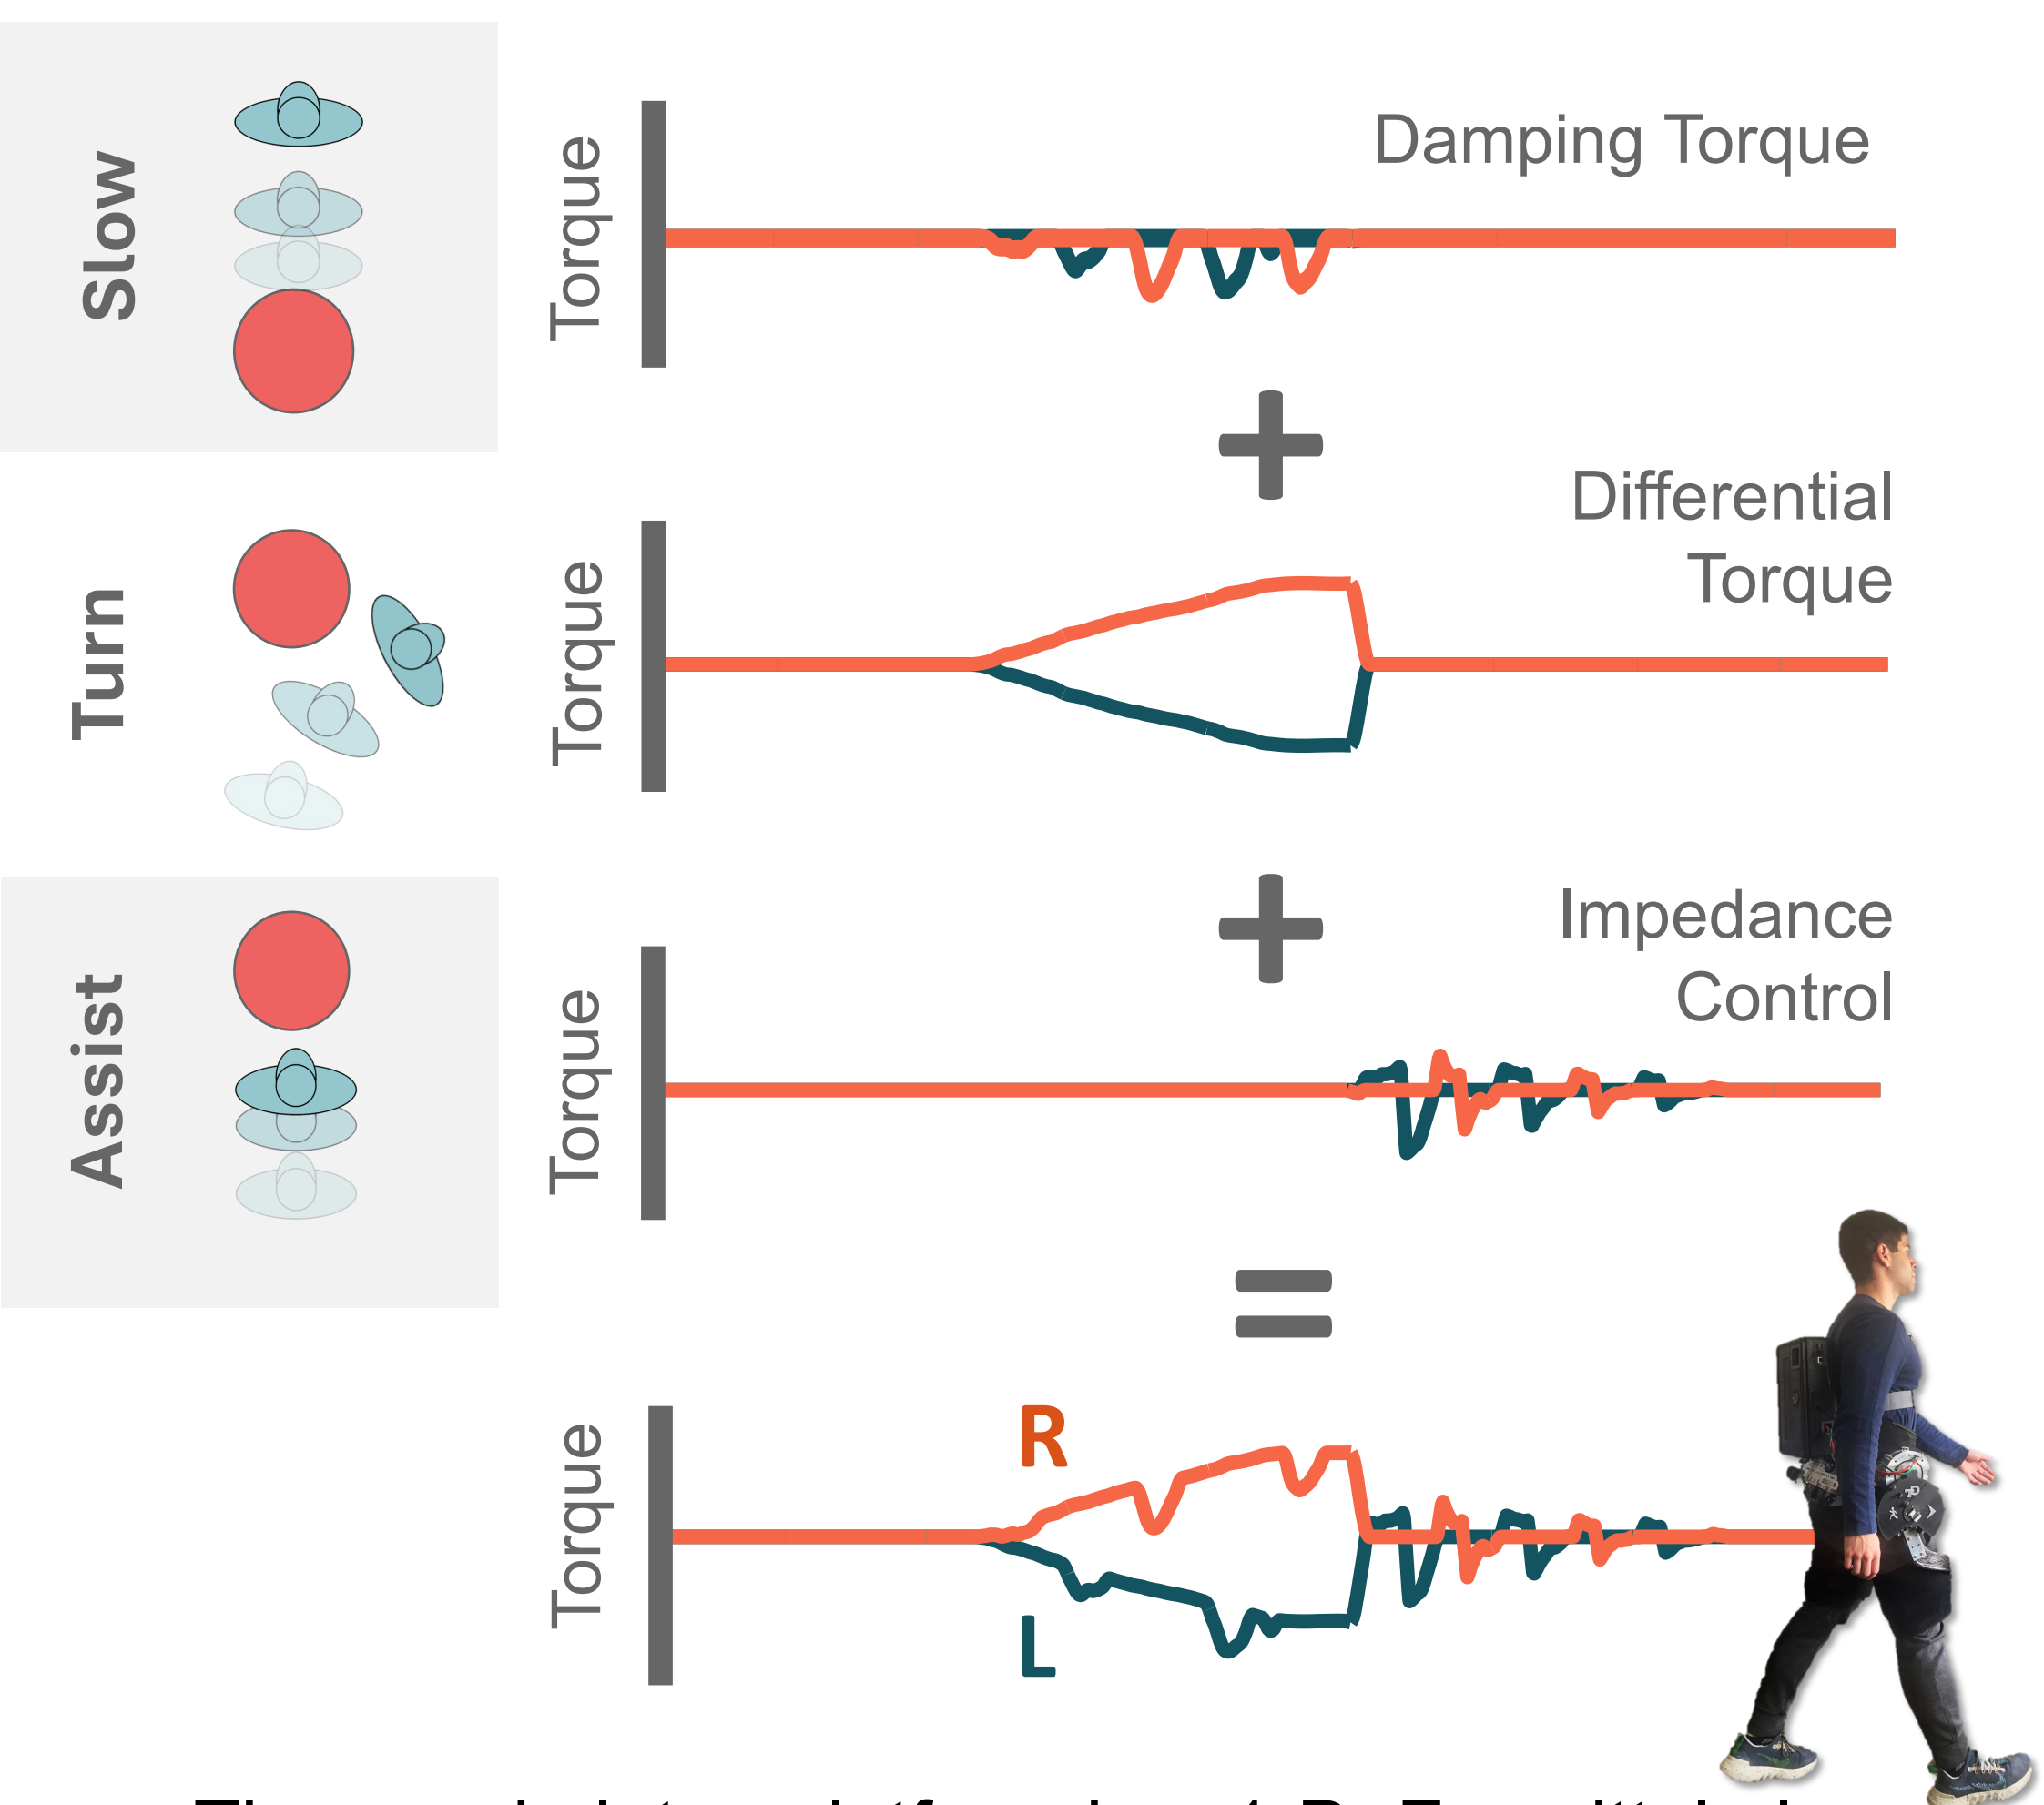 Slow
Torque
Damping Torque
Turn
Torque
Differential
Torque
Assist
Torque
Impedance
Control
Torque
R
L